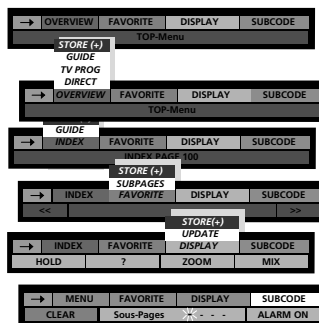 → OVERVIEW FAVORITE DISPLAY SUBCODE
TOP-Menu
STORE (+)
GUIDE
TV PROG
DIRECT
→ OVERVIEW FAVORITE DISPLAY SUBCODE
TOP-Menu
GUIDE
INDEX FAVORITE DISPLAY SUBCODE
INDEX PAGE 100
STORE (+)
SUBPAGES
→ INDEX FAVORITE DISPLAY SUBCODE
<< >>
STORE(+)
UPDATE
→ INDEX FAVORITE DISPLAY SUBCODE
HOLD ? ZOOM MIX
→ MENU FAVORITE DISPLAY SUBCODE
CLEAR Sous-Pages - - - ALARM ON